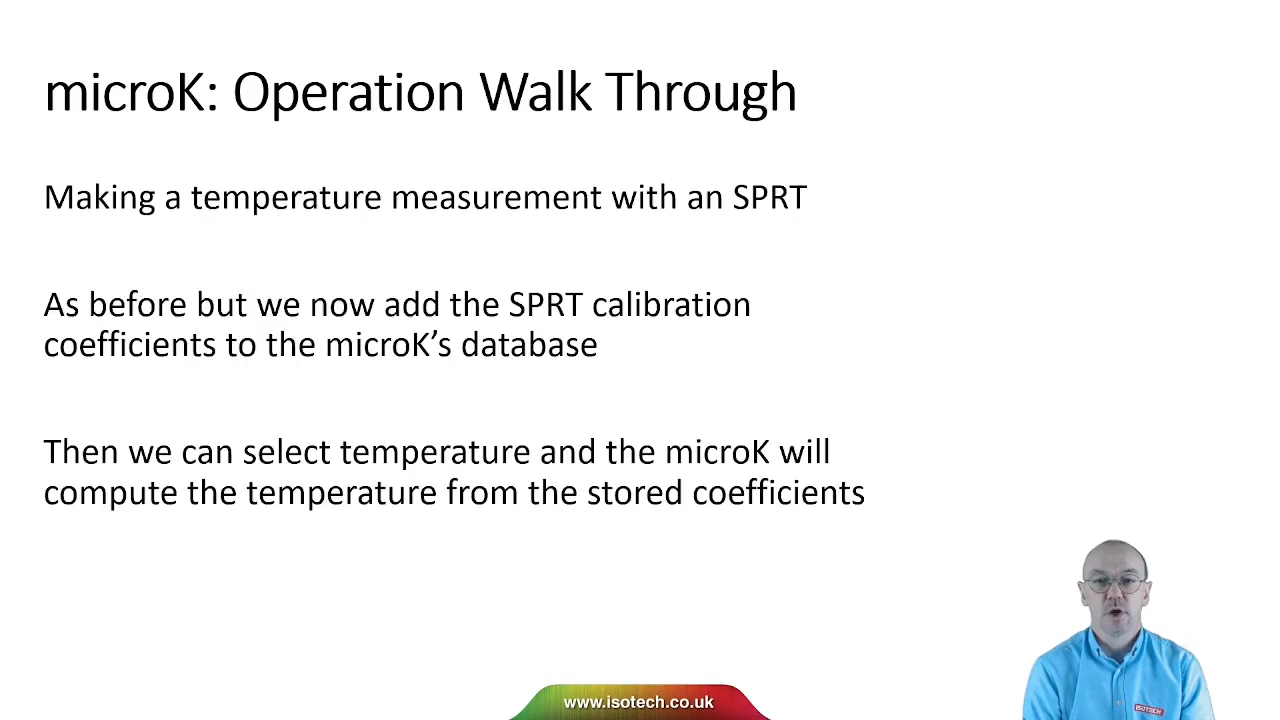 microK: Operation Walk Through
Making a temperature measurement with an SPRT
As before but we now add the SPRT calibration
coefficients to the microK’s database
Then we can select temperature and the microK will
compute the temperature from the stored coefficients
ISOTECH
www.isotech.co.uk